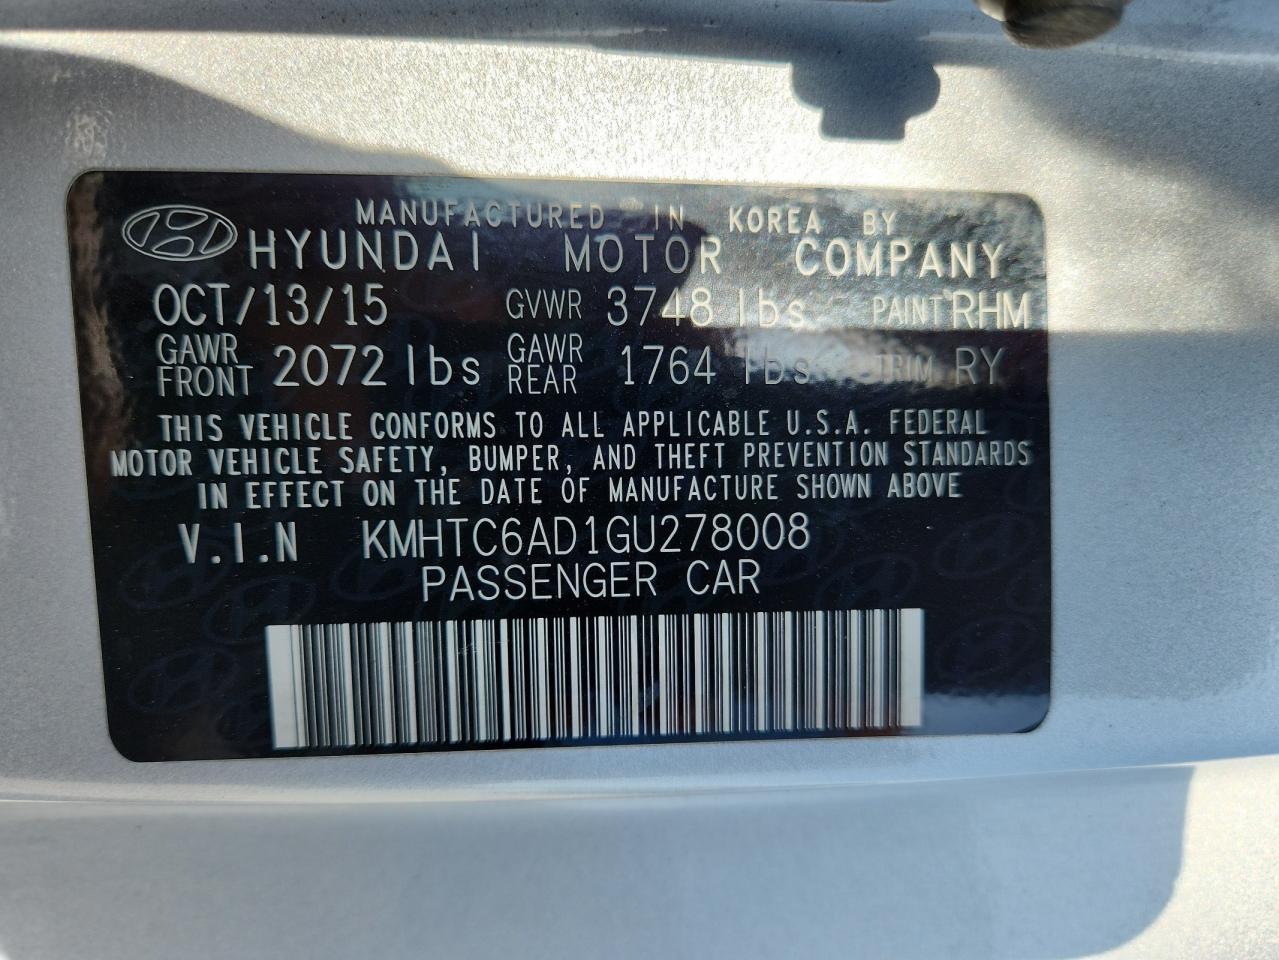 MANUFACTURED IN KOREA BY
HYUNDAI MOTOR COMPANY
OCT/13/15 GVWR 3748 lbs PAINT RHM
GAWR FRONT 2072 lbs GAWR REAR 1764 lbs TRIM RY
THIS VEHICLE CONFORMS TO ALL APPLICABLE U.S.A. FEDERAL
MOTOR VEHICLE SAFETY, BUMPER, AND THEFT PREVENTION STANDARDS
IN EFFECT ON THE DATE OF MANUFACTURE SHOWN ABOVE
V.I.N KMHTC6AD1GU278008
PASSENGER CAR